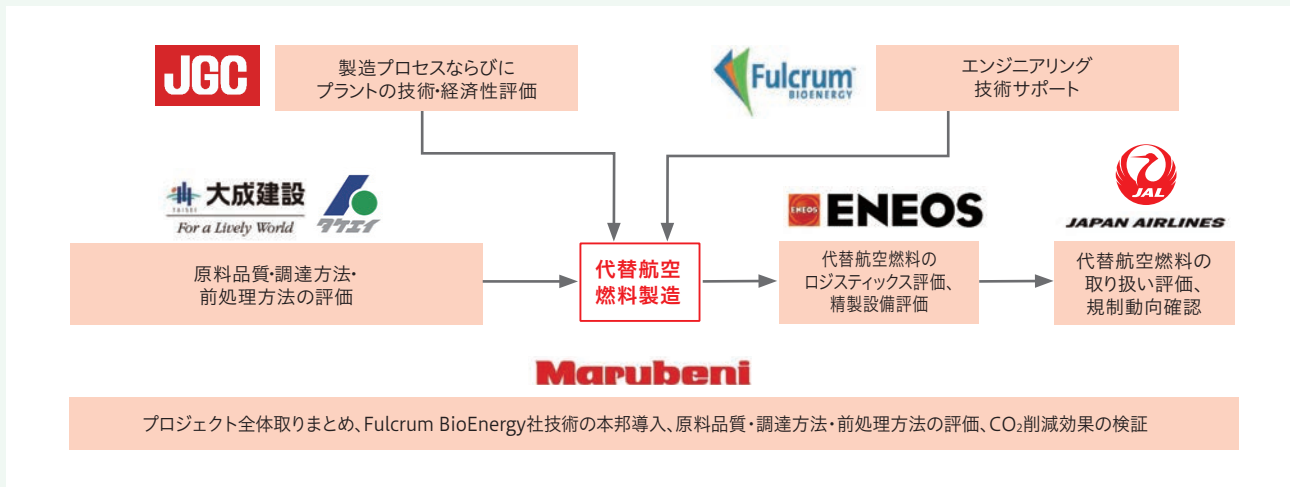 JGC
製造プロセスならびに
プラントの技術・経済性評価
Fulcrum™
BIOENERGY
エンジニアリング
技術サポート
大成建設
TAISEI
For a Lively World
タケエイ
原料品質・調達方法・
前処理方法の評価
代替航空
燃料製造
ENEOS
ENEOS
代替航空燃料の
ロジスティックス評価、
精製設備評価
JAL
JAPAN AIRLINES
代替航空燃料の
取り扱い評価、
規制動向確認
Marubeni
プロジェクト全体取りまとめ、Fulcrum BioEnergy社技術の本邦導入、原料品質・調達方法・前処理方法の評価、CO₂削減効果の検証